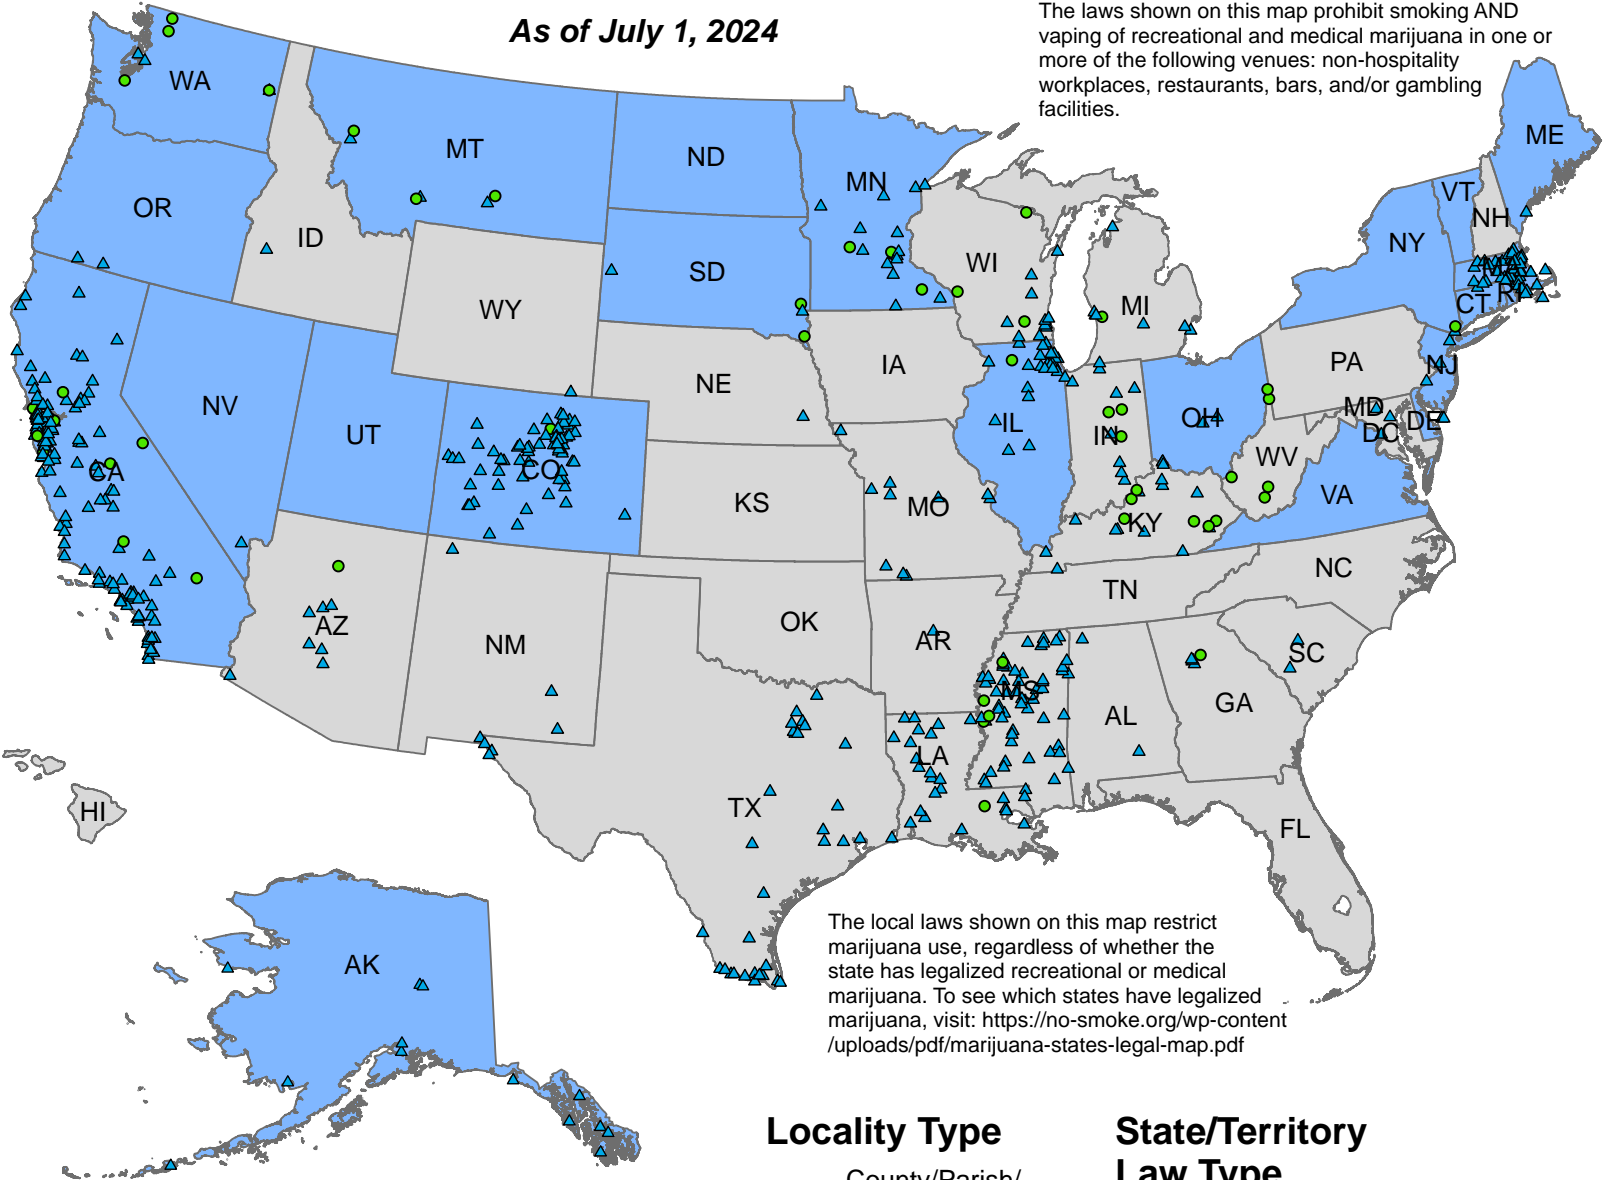 As of July 1, 2024
The laws shown on this map prohibit smoking AND
vaping of recreational and medical marijuana in one or
more of the following venues: non-hospitality
workplaces, restaurants, bars, and/or gambling
facilities.
WA
MT
ND
MN
ME
OR
ID
SD
WI
VT
NH
NY
WY
MI
MA
CT
RI
IA
PA
NJ
NE
NV
UT
IL
IN
OH
MD
DE
DC
CA
CO
WV
VA
KS
MO
KY
TN
NC
AZ
NM
OK
AR
SC
MS
AL
GA
LA
TX
HI
FL
AK
The local laws shown on this map restrict
marijuana use, regardless of whether the
state has legalized recreational or medical
marijuana. To see which states have legalized
marijuana, visit: https://no-smoke.org/wp-content
/uploads/pdf/marijuana-states-legal-map.pdf
Locality Type
County/Parish/
State/Territory
Law Type